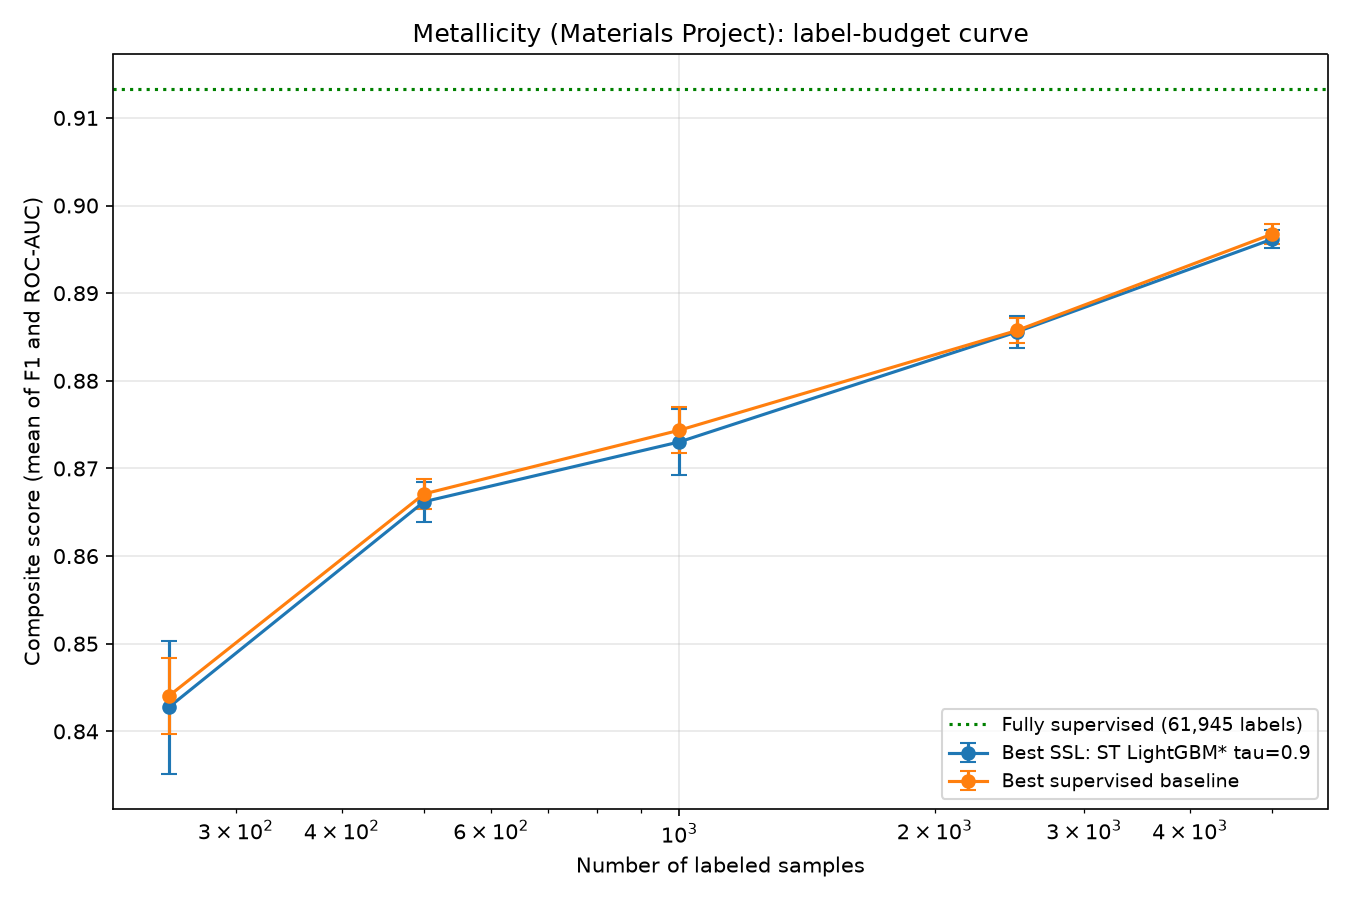 Metallicity (Materials Project): label-budget curve
Composite score (mean of F1 and ROC-AUC)
0.91
0.90
0.89
0.88
0.87
0.86
0.85
0.84
3 × 10²
4 × 10²
6 × 10²
10³
2 × 10³
3 × 10³
4 × 10³
Number of labeled samples
Fully supervised (61,945 labels)
Best SSL: ST LightGBM* tau=0.9
Best supervised baseline